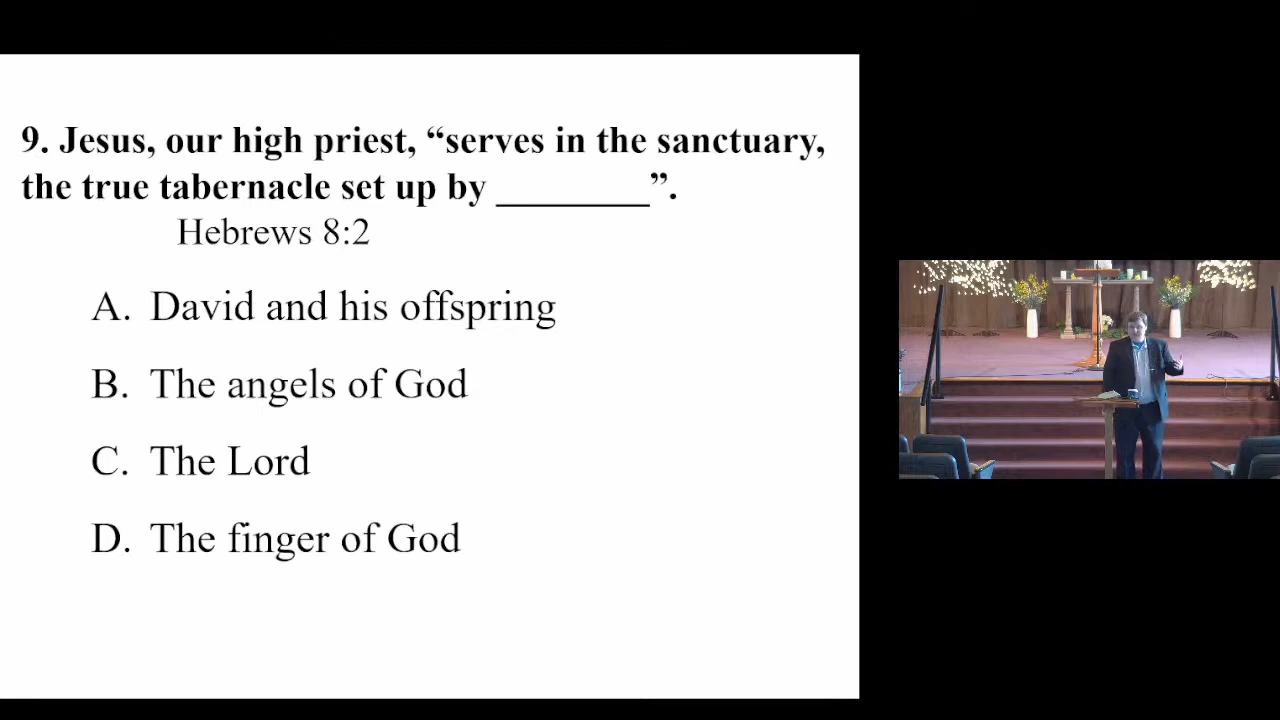 9. Jesus, our high priest, “serves in the sanctuary,
the true tabernacle set up by ________”.
Hebrews 8:2
A. David and his offspring
B. The angels of God
C. The Lord
D. The finger of God